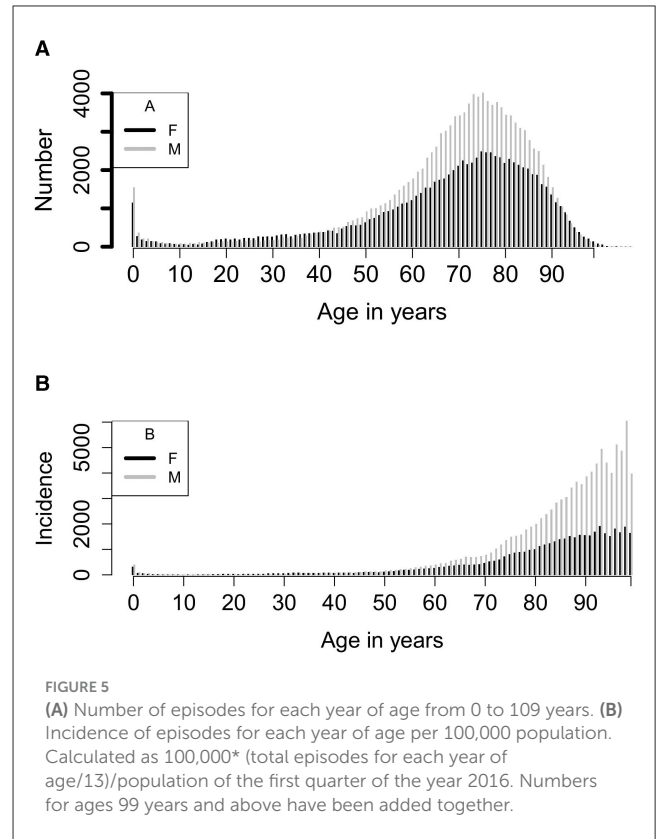 A
A
F
M
Number
4000
2000
0
0 10 20 30 40 50 60 70 80 90
Age in years
B
B
F
M
Incidence
5000
2000
0
0 10 20 30 40 50 60 70 80 90
Age in years
FIGURE 5
(A) Number of episodes for each year of age from 0 to 109 years. (B)
Incidence of episodes for each year of age per 100,000 population.
Calculated as 100,000* (total episodes for each year of
age/13)/population of the first quarter of the year 2016. Numbers
for ages 99 years and above have been added together.